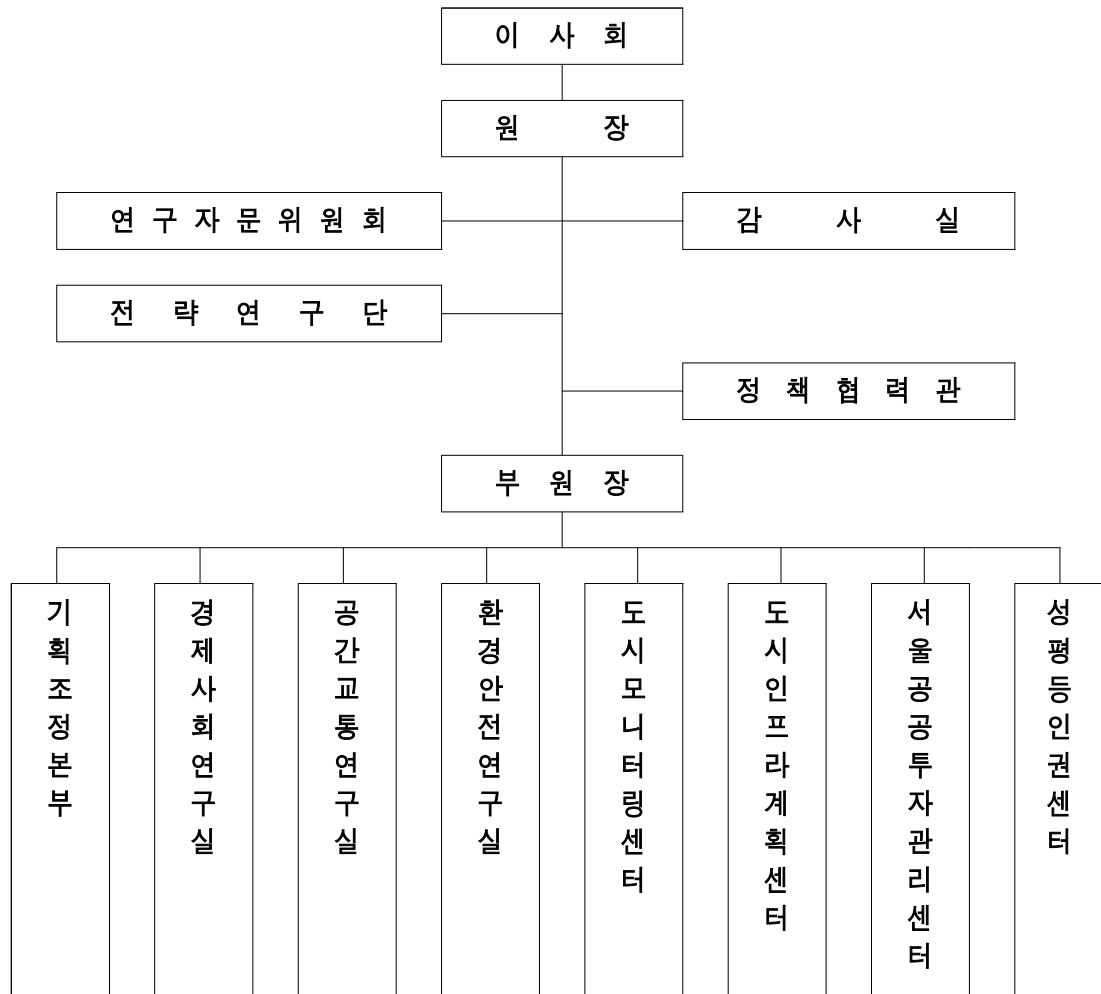 이 사 회
원 장
연 구 자 문 위 원 회
감 사 실
전 략 연 구 단
정 책 협 력 관
부 원 장
기획조정본부
경제사회연구실
공간교통연구실
환경안전연구실
도시모니터링센터
도시인프라계획센터
서울공공투자관리센터
성평등인권센터